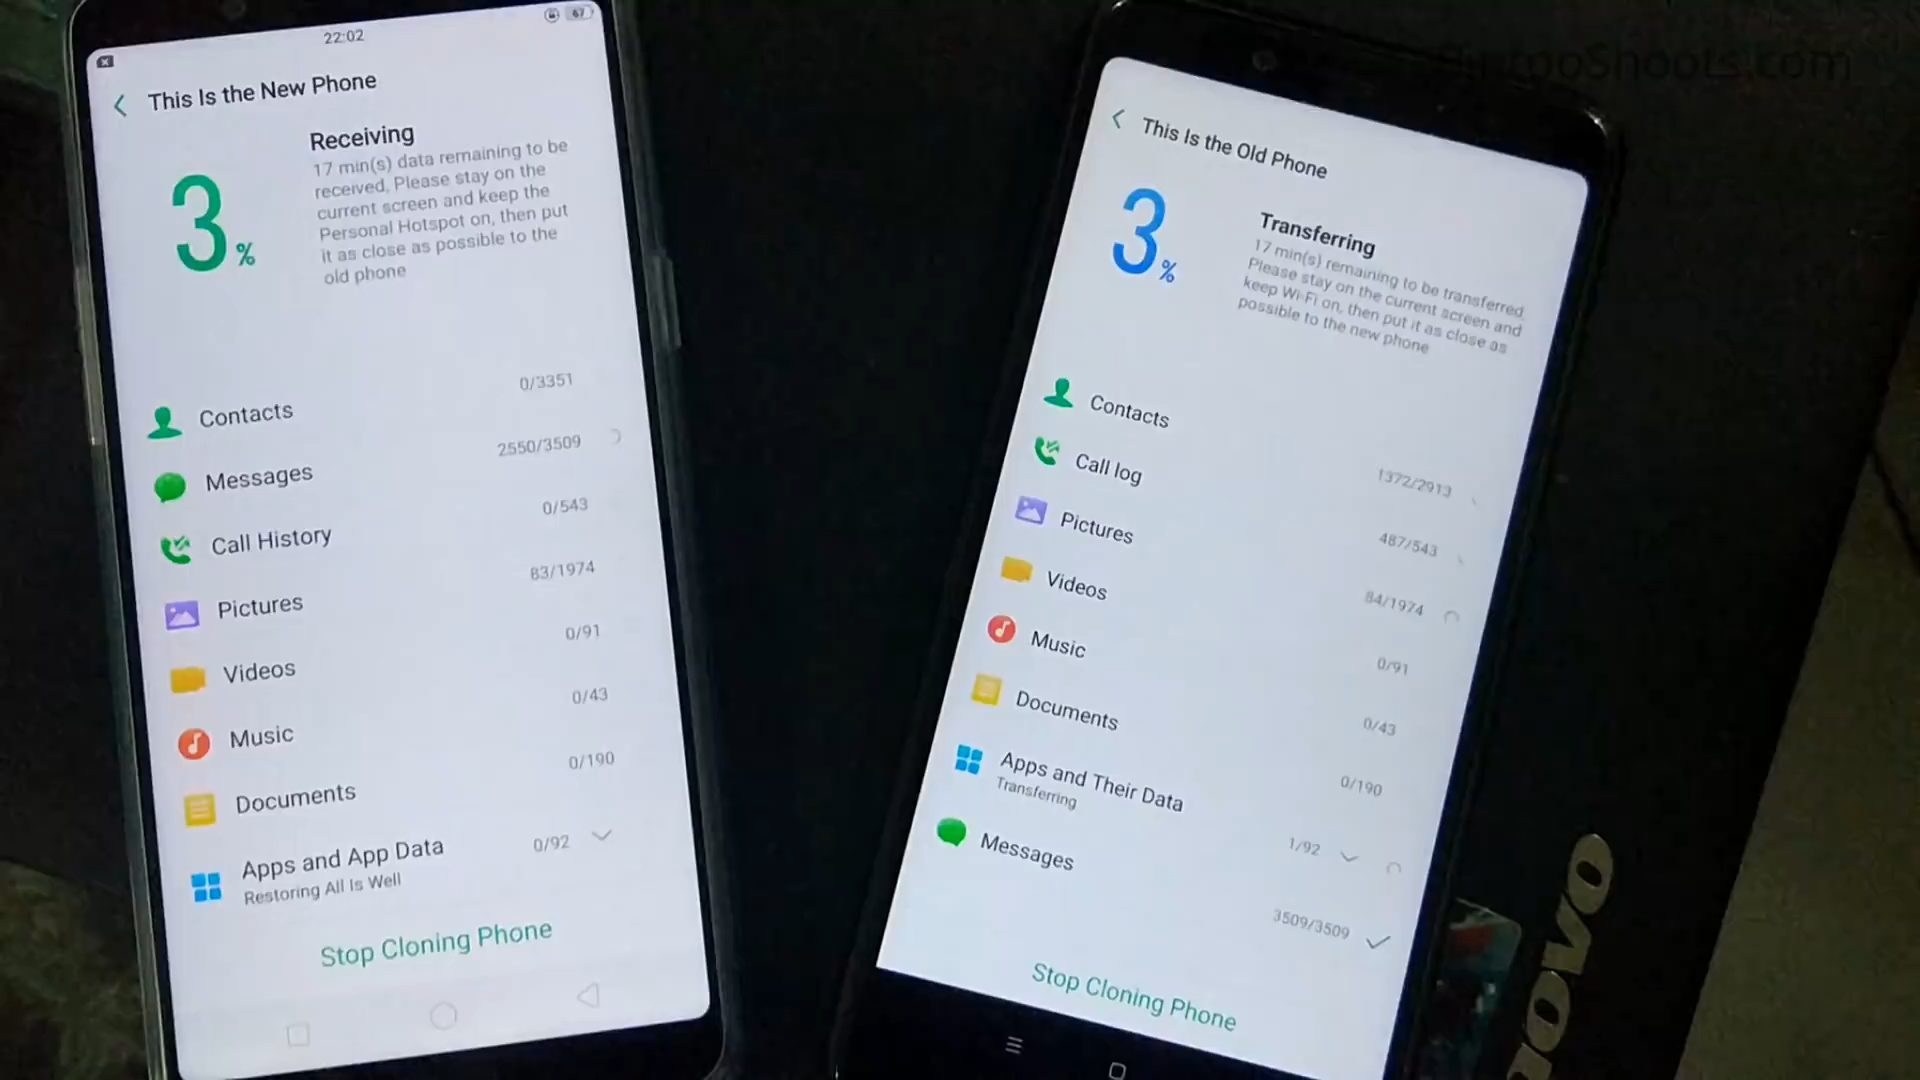 22:02
67
This Is the New Phone
Receiving
3%
17 min(s) data remaining to be
received, Please stay on the
current screen and keep the
Personal Hotspot on, then put
it as close as possible to the
old phone
0/3351
Contacts
2550/3509
Messages
0/543
Call History
83/1974
Pictures
0/91
Videos
0/43
Music
0/190
Documents
Apps and App Data
0/92
Restoring All Is Well
Stop Cloning Phone
This Is the Old Phone
Transferring
3%
17 min(s) remaining to be transferred
Please stay on the current screen and
keep Wi-Fi on, then put it as close as
possible to the new phone
Contacts
1372/2913
Call log
487/543
Pictures
84/1974
Videos
0/91
Music
0/43
Documents
0/190
Apps and Their Data
Transferring
1/92
Messages
3509/3509
Stop Cloning Phone